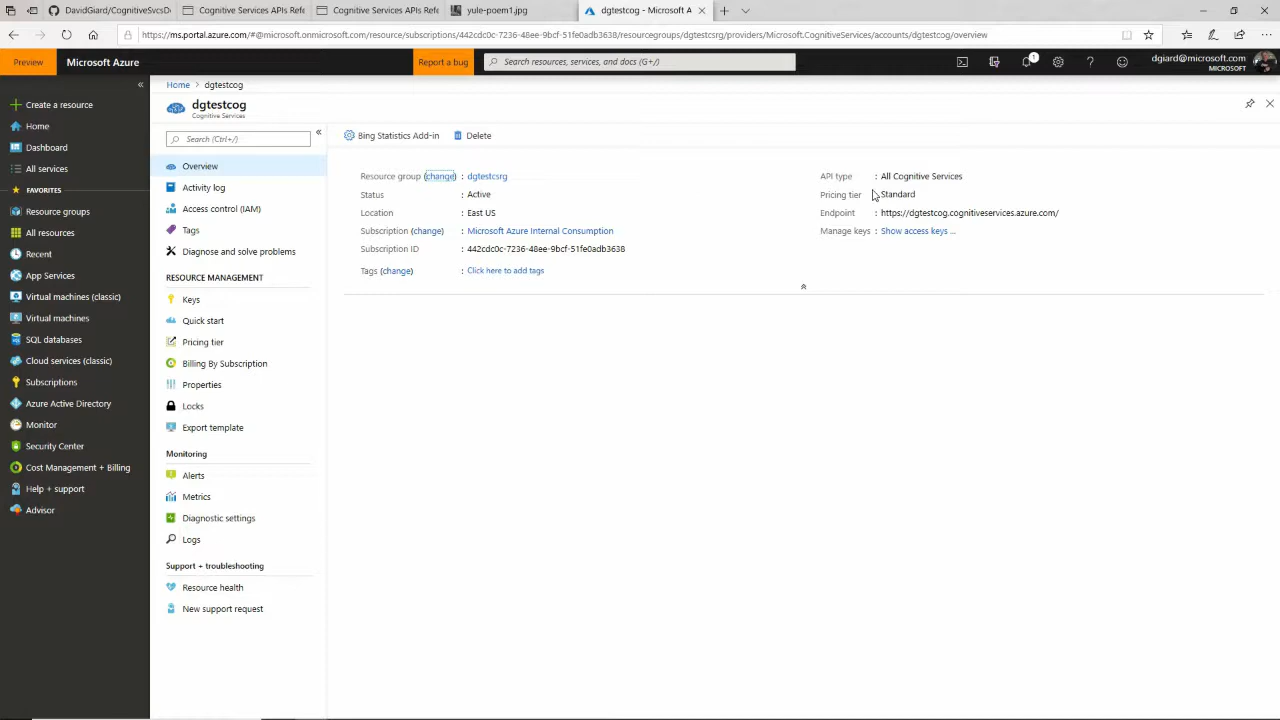 DavidGiard/CognitiveSvcsD
Cognitive Services APIs Refe
Cognitive Services APIs Refe
yule-poem1.jpg
dgtestcog - Microsoft A
https://ms.portal.azure.com/#@microsoft.onmicrosoft.com/resource/subscriptions/442cdc0c-7236-48ee-9bcf-51fe0adb3638/resourcegroups/dgtestcsrg/providers/Microsoft.CognitiveServices/accounts/dgtestcog/overview
Preview
Microsoft Azure
Report a bug
Search resources, services, and docs (G+/)
1
dgiard@microsoft.com
MICROSOFT
Create a resource
Home
Dashboard
All services
FAVORITES
Resource groups
All resources
Recent
App Services
Virtual machines (classic)
Virtual machines
SQL databases
Cloud services (classic)
Subscriptions
Azure Active Directory
Monitor
Security Center
Cost Management + Billing
Help + support
Advisor
Home > dgtestcog
dgtestcog
Cognitive Services
Search (Ctrl+/)
Overview
Activity log
Access control (IAM)
Tags
Diagnose and solve problems
RESOURCE MANAGEMENT
Keys
Quick start
Pricing tier
Billing By Subscription
Properties
Locks
Export template
Monitoring
Alerts
Metrics
Diagnostic settings
Logs
Support + troubleshooting
Resource health
New support request
Bing Statistics Add-in
Delete
Resource group (change) : dgtestcsrg
Status : Active
Location : East US
Subscription (change) : Microsoft Azure Internal Consumption
Subscription ID : 442cdc0c-7236-48ee-9bcf-51fe0adb3638
Tags (change) : Click here to add tags
API type : All Cognitive Services
Pricing tier : Standard
Endpoint : https://dgtestcog.cognitiveservices.azure.com/
Manage keys : Show access keys ...